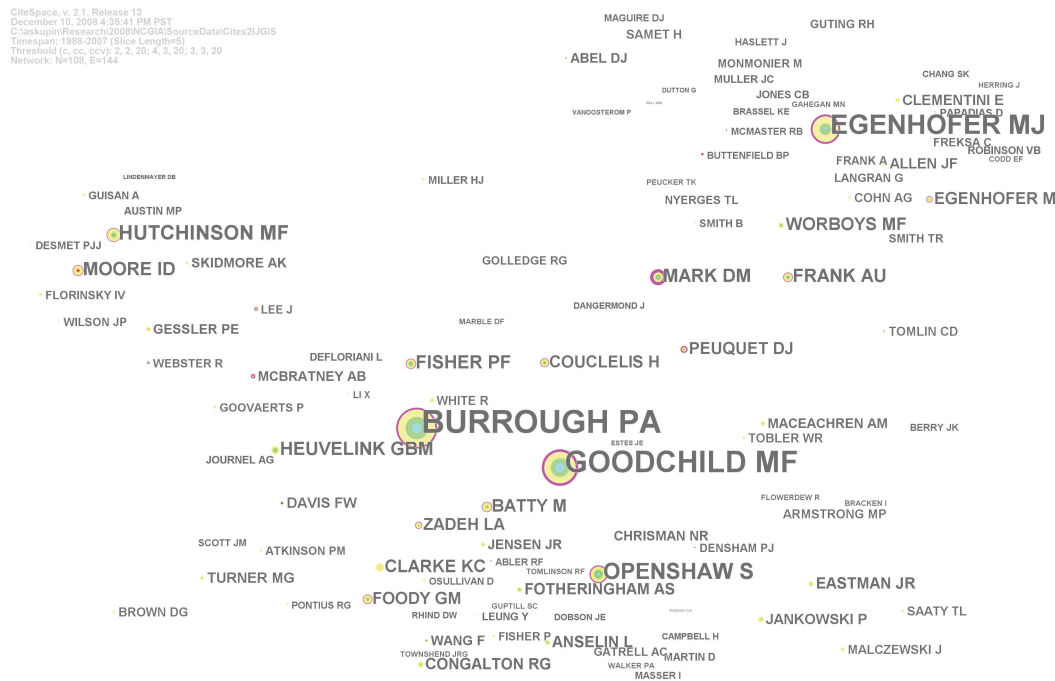 CiteSpace, v. 2.1. Release 13
December 10, 2008 4:35:41 PM PST
C:\askupin\Research\2008\NCGIA\SourceData\Cites2IJGIS
Timespan: 1988-2007 (Slice Length=5)
Threshold (c, cc, ccv): 2, 2, 20; 4, 3, 20; 3, 3, 20
Network: N=108, E=144
MAGUIRE DJ
GUTING RH
SAMET H
HASLETT J
ABEL DJ
MONMONIER M
CHANG SK
MULLER JC
HERRING J
DUTTON G
JONES CB
CLEMENTINI E
GAHEGAN MN
VANOOSTEROM P
BRASSEL KE
PAPADIAS D
EGENHOFER MJ
MCMASTER RB
FREKSA C
ROBINSON VB
BUTTENFIELD BP
FRANK A
ALLEN JF
CODD EF
LINDENMAYER DB
MILLER HJ
PEUCKER TK
LANGRAN G
GUISAN A
NYERGES TL
COHN AG
EGENHOFER M
AUSTIN MP
SMITH B
WORBOYS MF
HUTCHINSON MF
SMITH TR
DESMET PJJ
GOLLEDGE RG
SKIDMORE AK
MOORE ID
MARK DM
FRANK AU
FLORINSKY IV
DANGERMOND J
LEE J
WILSON JP
MARBLE DF
GESSLER PE
TOMLIN CD
PEUQUET DJ
DEFLORIANI L
WEBSTER R
FISHER PF
COUCLELIS H
MCBRATNEY AB
LI X
WHITE R
GOOVAERTS P
BURROUGH PA
MACEACHREN AM
BERRY JK
TOBLER WR
ESTES JE
HEUVELINK GBM
JOURNEL AG
GOODCHILD MF
FLOWERDEW R
DAVIS FW
BRACKEN I
BATTY M
ARMSTRONG MP
ZADEH LA
CHRISMAN NR
SCOTT JM
JENSEN JR
ATKINSON PM
DENSHAM PJ
ABLER RF
CLARKE KC
TOMLINSON RF
OPENSHAW S
TURNER MG
OSULLIVAN D
EASTMAN JR
FOTHERINGHAM AS
FOODY GM
PONTIUS RG
GUPTILL SC
BROWN DG
RHIND DW
LEUNG Y
DOBSON JE
SAATY TL
JANKOWSKI P
FISHER P
CAMPBELL H
WANG F
ANSELIN L
GATRELL AC
MALCZEWSKI J
TOWNSHEND JRG
MARTIN D
CONGALTON RG
WALKER PA
MASSER I